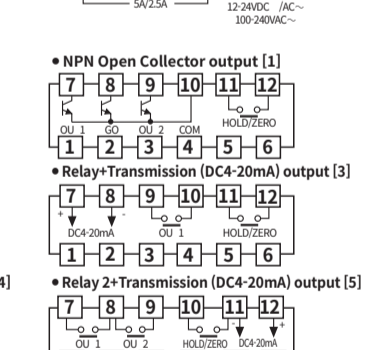 5A/2.5A
12-24VDC /AC~
100-240VAC~
• NPN Open Collector output [1]
7 8 9 10 11 12
HOLD/ZERO
OU 1 GO OU 2 COM
1 2 3 4 5 6
• Relay+Transmission (DC4-20mA) output [3]
7 8 9 10 11 12
+ -
DC4-20mA OU 1 HOLD/ZERO
1 2 3 4 5 6
4]
• Relay 2+Transmission (DC4-20mA) output [5]
7 8 9 10 11 12
- +
OU 1 OU 2 HOLD/ZERO DC4-20mA